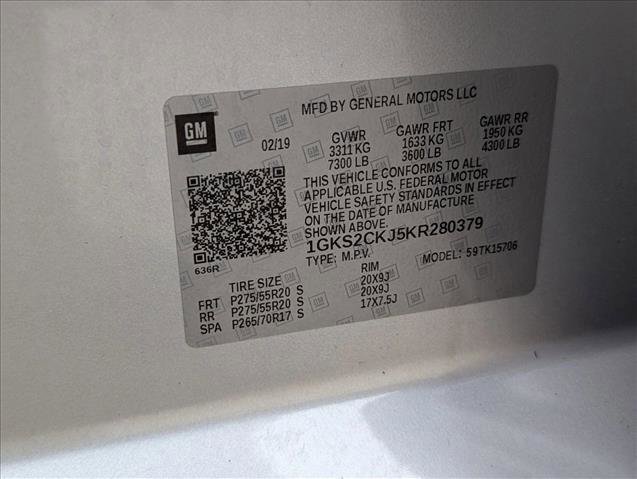 MFD BY GENERAL MOTORS LLC
GM
02/19
GVWR GAWR FRT GAWR RR
3311 KG 1633 KG 1950 KG
7300 LB 3600 LB 4300 LB
THIS VEHICLE CONFORMS TO ALL
APPLICABLE U.S. FEDERAL MOTOR
VEHICLE SAFETY STANDARDS IN EFFECT
ON THE DATE OF MANUFACTURE
SHOWN ABOVE.
1GKS2CKJ5KR280379
TYPE: M.P.V. MODEL: 59TK15706
636R
TIRE SIZE RIM
FRT P275/55R20 S 20X9J
RR P275/55R20 S 20X9J
SPA P265/70R17 S 17X7.5J